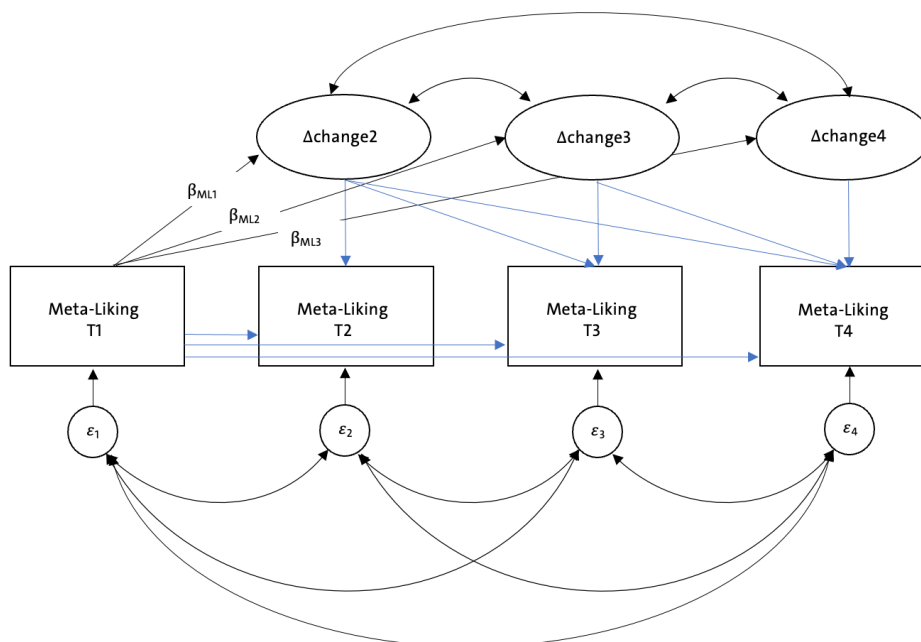 Δchange2
Δchange3
Δchange4
βML1
βML2
βML3
Meta-Liking
T1
Meta-Liking
T2
Meta-Liking
T3
Meta-Liking
T4
ε1
ε2
ε3
ε4